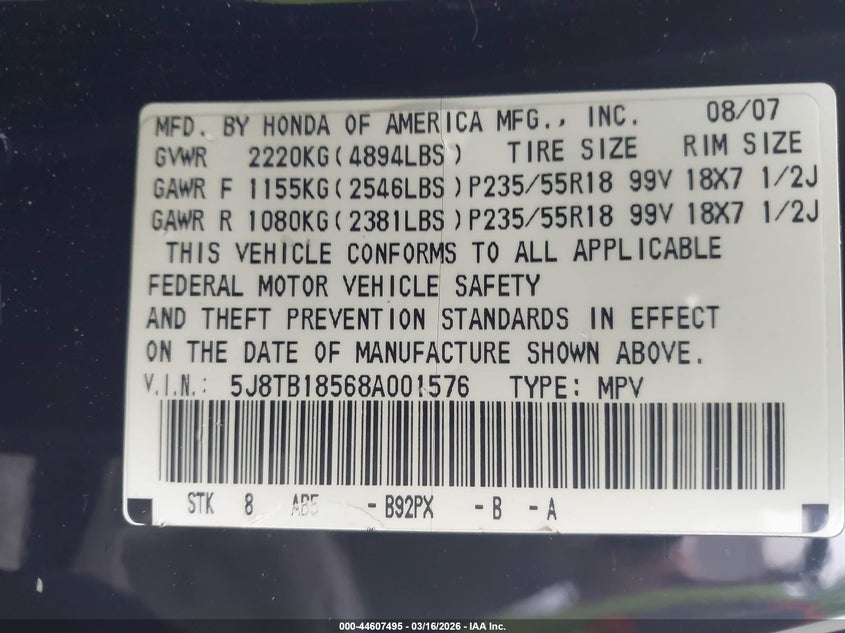 MFD. BY HONDA OF AMERICA MFG., INC. 08/07
GVWR 2220KG(4894LBS) TIRE SIZE RIM SIZE
GAWR F 1155KG(2546LBS)P235/55R18 99V 18X7 1/2J
GAWR R 1080KG(2381LBS)P235/55R18 99V 18X7 1/2J
THIS VEHICLE CONFORMS TO ALL APPLICABLE
FEDERAL MOTOR VEHICLE SAFETY
AND THEFT PREVENTION STANDARDS IN EFFECT
ON THE DATE OF MANUFACTURE SHOWN ABOVE.
V.I.N.: 5J8TB18568A001576 TYPE: MPV
STK 8 AB5 -B92PX -B -A
000-44607495 - 03/16/2026 - IAA Inc.